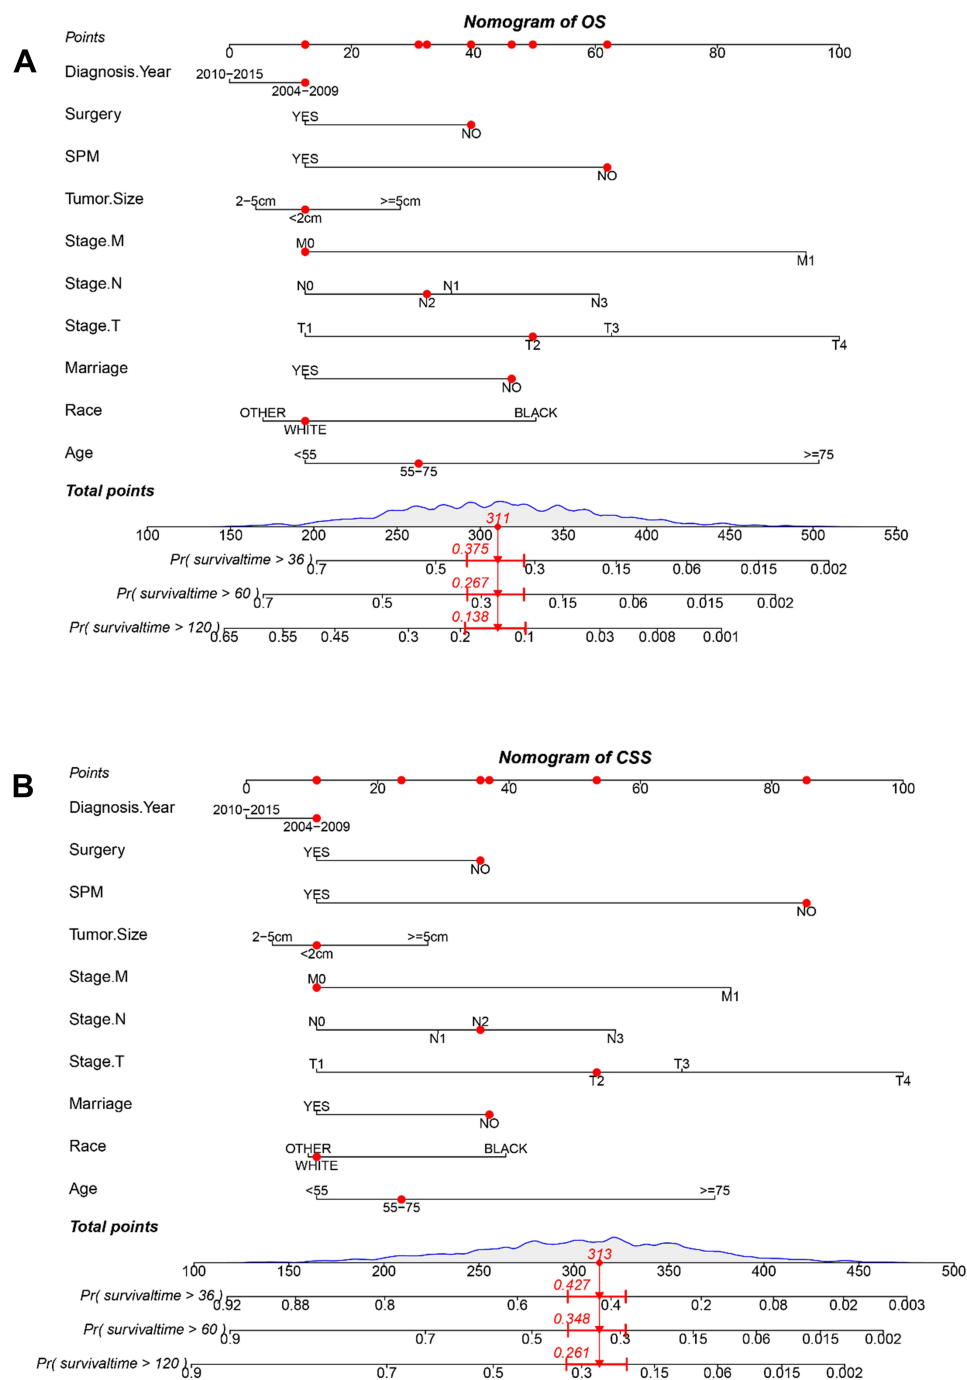 Nomogram of OS
A
Points
0 20 40 60 80 100
Diagnosis.Year
2010−2015
2004−2009
Surgery
YES
NO
SPM
YES
NO
Tumor.Size
2−5cm >=5cm
<2cm
Stage.M
M0
M1
Stage.N
N0 N1
N2 N3
Stage.T
T1 T3
T2 T4
Marriage
YES
NO
Race
OTHER BLACK
WHITE
Age
<55 >=75
55−75
Total points
311
100 150 200 250 300 350 400 450 500 550
0.375
Pr( survivaltime > 36 )
0.7 0.5 0.3 0.15 0.06 0.015 0.002
0.267
Pr( survivaltime > 60 )
0.7 0.5 0.3 0.15 0.06 0.015 0.002
0.138
Pr( survivaltime > 120 )
0.65 0.55 0.45 0.3 0.2 0.1 0.03 0.008 0.001
Nomogram of CSS
B
Points
0 20 40 60 80 100
Diagnosis.Year
2010−2015
2004−2009
Surgery
YES
NO
SPM
YES
NO
Tumor.Size
2−5cm >=5cm
<2cm
Stage.M
M0
M1
Stage.N
N0 N2
N1 N3
Stage.T
T1 T3
T2 T4
Marriage
YES
NO
Race
OTHER BLACK
WHITE
Age
<55 >=75
55−75
Total points
313
100 150 200 250 300 350 400 450 500
0.427
Pr( survivaltime > 36 )
0.92 0.88 0.8 0.6 0.4 0.2 0.08 0.02 0.003
0.348
Pr( survivaltime > 60 )
0.9 0.7 0.5 0.3 0.15 0.06 0.015 0.002
0.261
Pr( survivaltime > 120 )
0.9 0.7 0.5 0.3 0.15 0.06 0.015 0.002